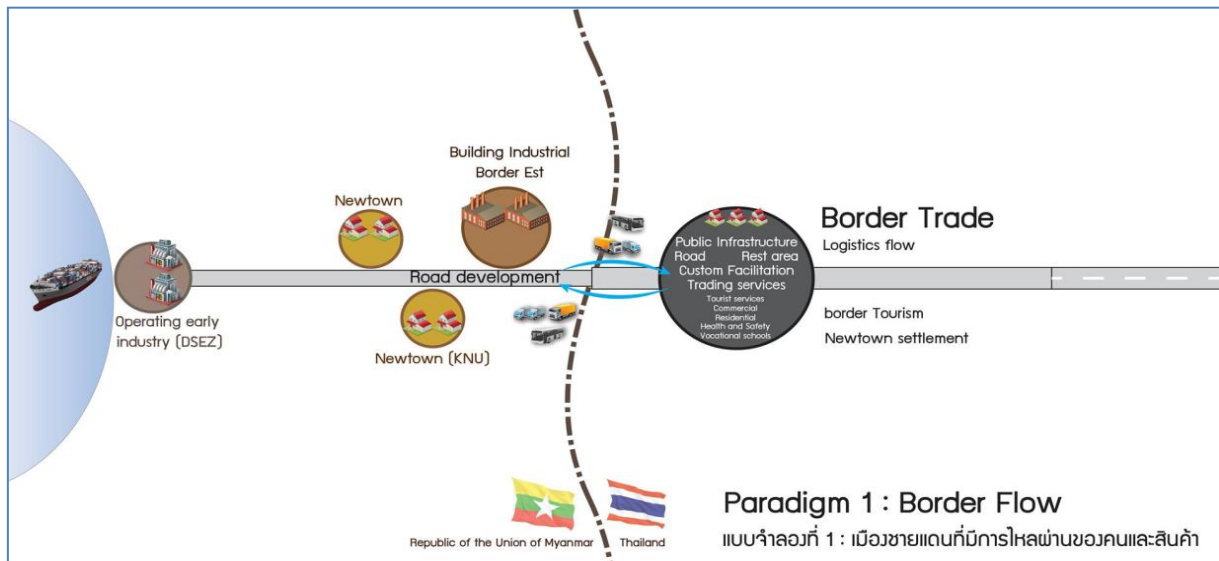 Building Industrial
Border Est
Newtown
Border Trade
Logistics flow
Public Infrastructure
Road Rest area
Custom Facilitation
Trading services
Tourist services
Commercial
Residential
Health and Safety
Vocational schools
Road development
Operating early
industry (DSEZ)
Newtown (KNU)
border Tourism
Newtown settlement
Republic of the Union of Myanmar
Thailand
Paradigm 1 : Border Flow
แบบจำลองที่ 1 : เมืองชายแดนที่มีการไหลผ่านของคนและสินค้า